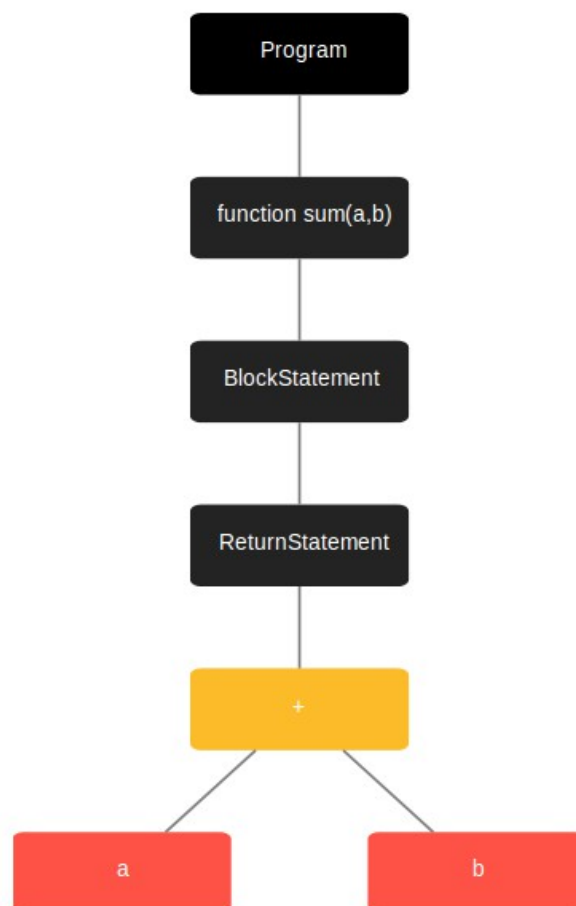 Program
function sum(a,b)
BlockStatement
ReturnStatement
+
a
b